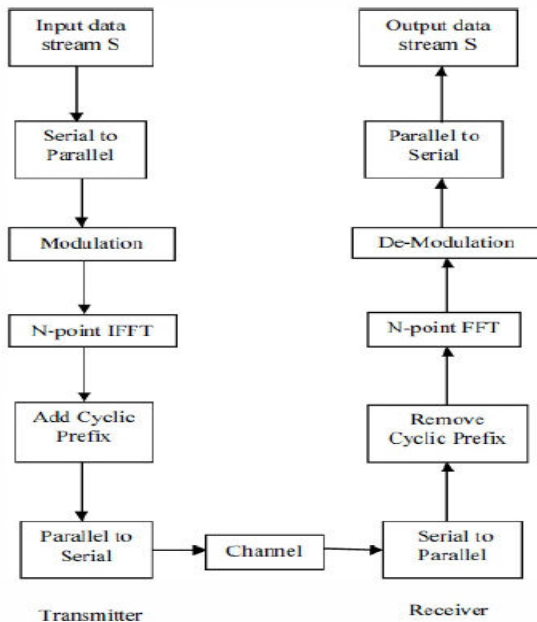 Input data
stream S
Serial to
Parallel
Modulation
N-point IFFT
Add Cyclic
Prefix
Parallel to
Serial
Transmitter
Channel
Output data
stream S
Parallel to
Serial
De-Modulation
N-point FFT
Remove
Cyclic Prefix
Serial to
Parallel
Receiver